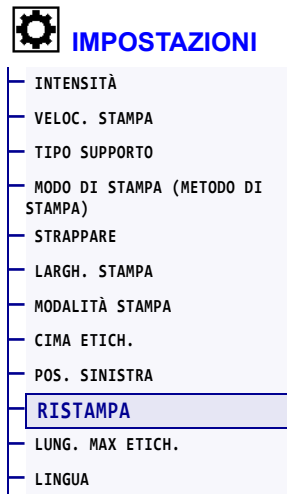 IMPOSTAZIONI
INTENSITÀ
VELOC. STAMPA
TIPO SUPPORTO
MODO DI STAMPA (METODO DI
STAMPA)
STRAPPARE
LARGH. STAMPA
MODALITÀ STAMPA
CIMA ETICH.
POS. SINISTRA
RISTAMPA
LUNG. MAX ETICH.
LINGUA